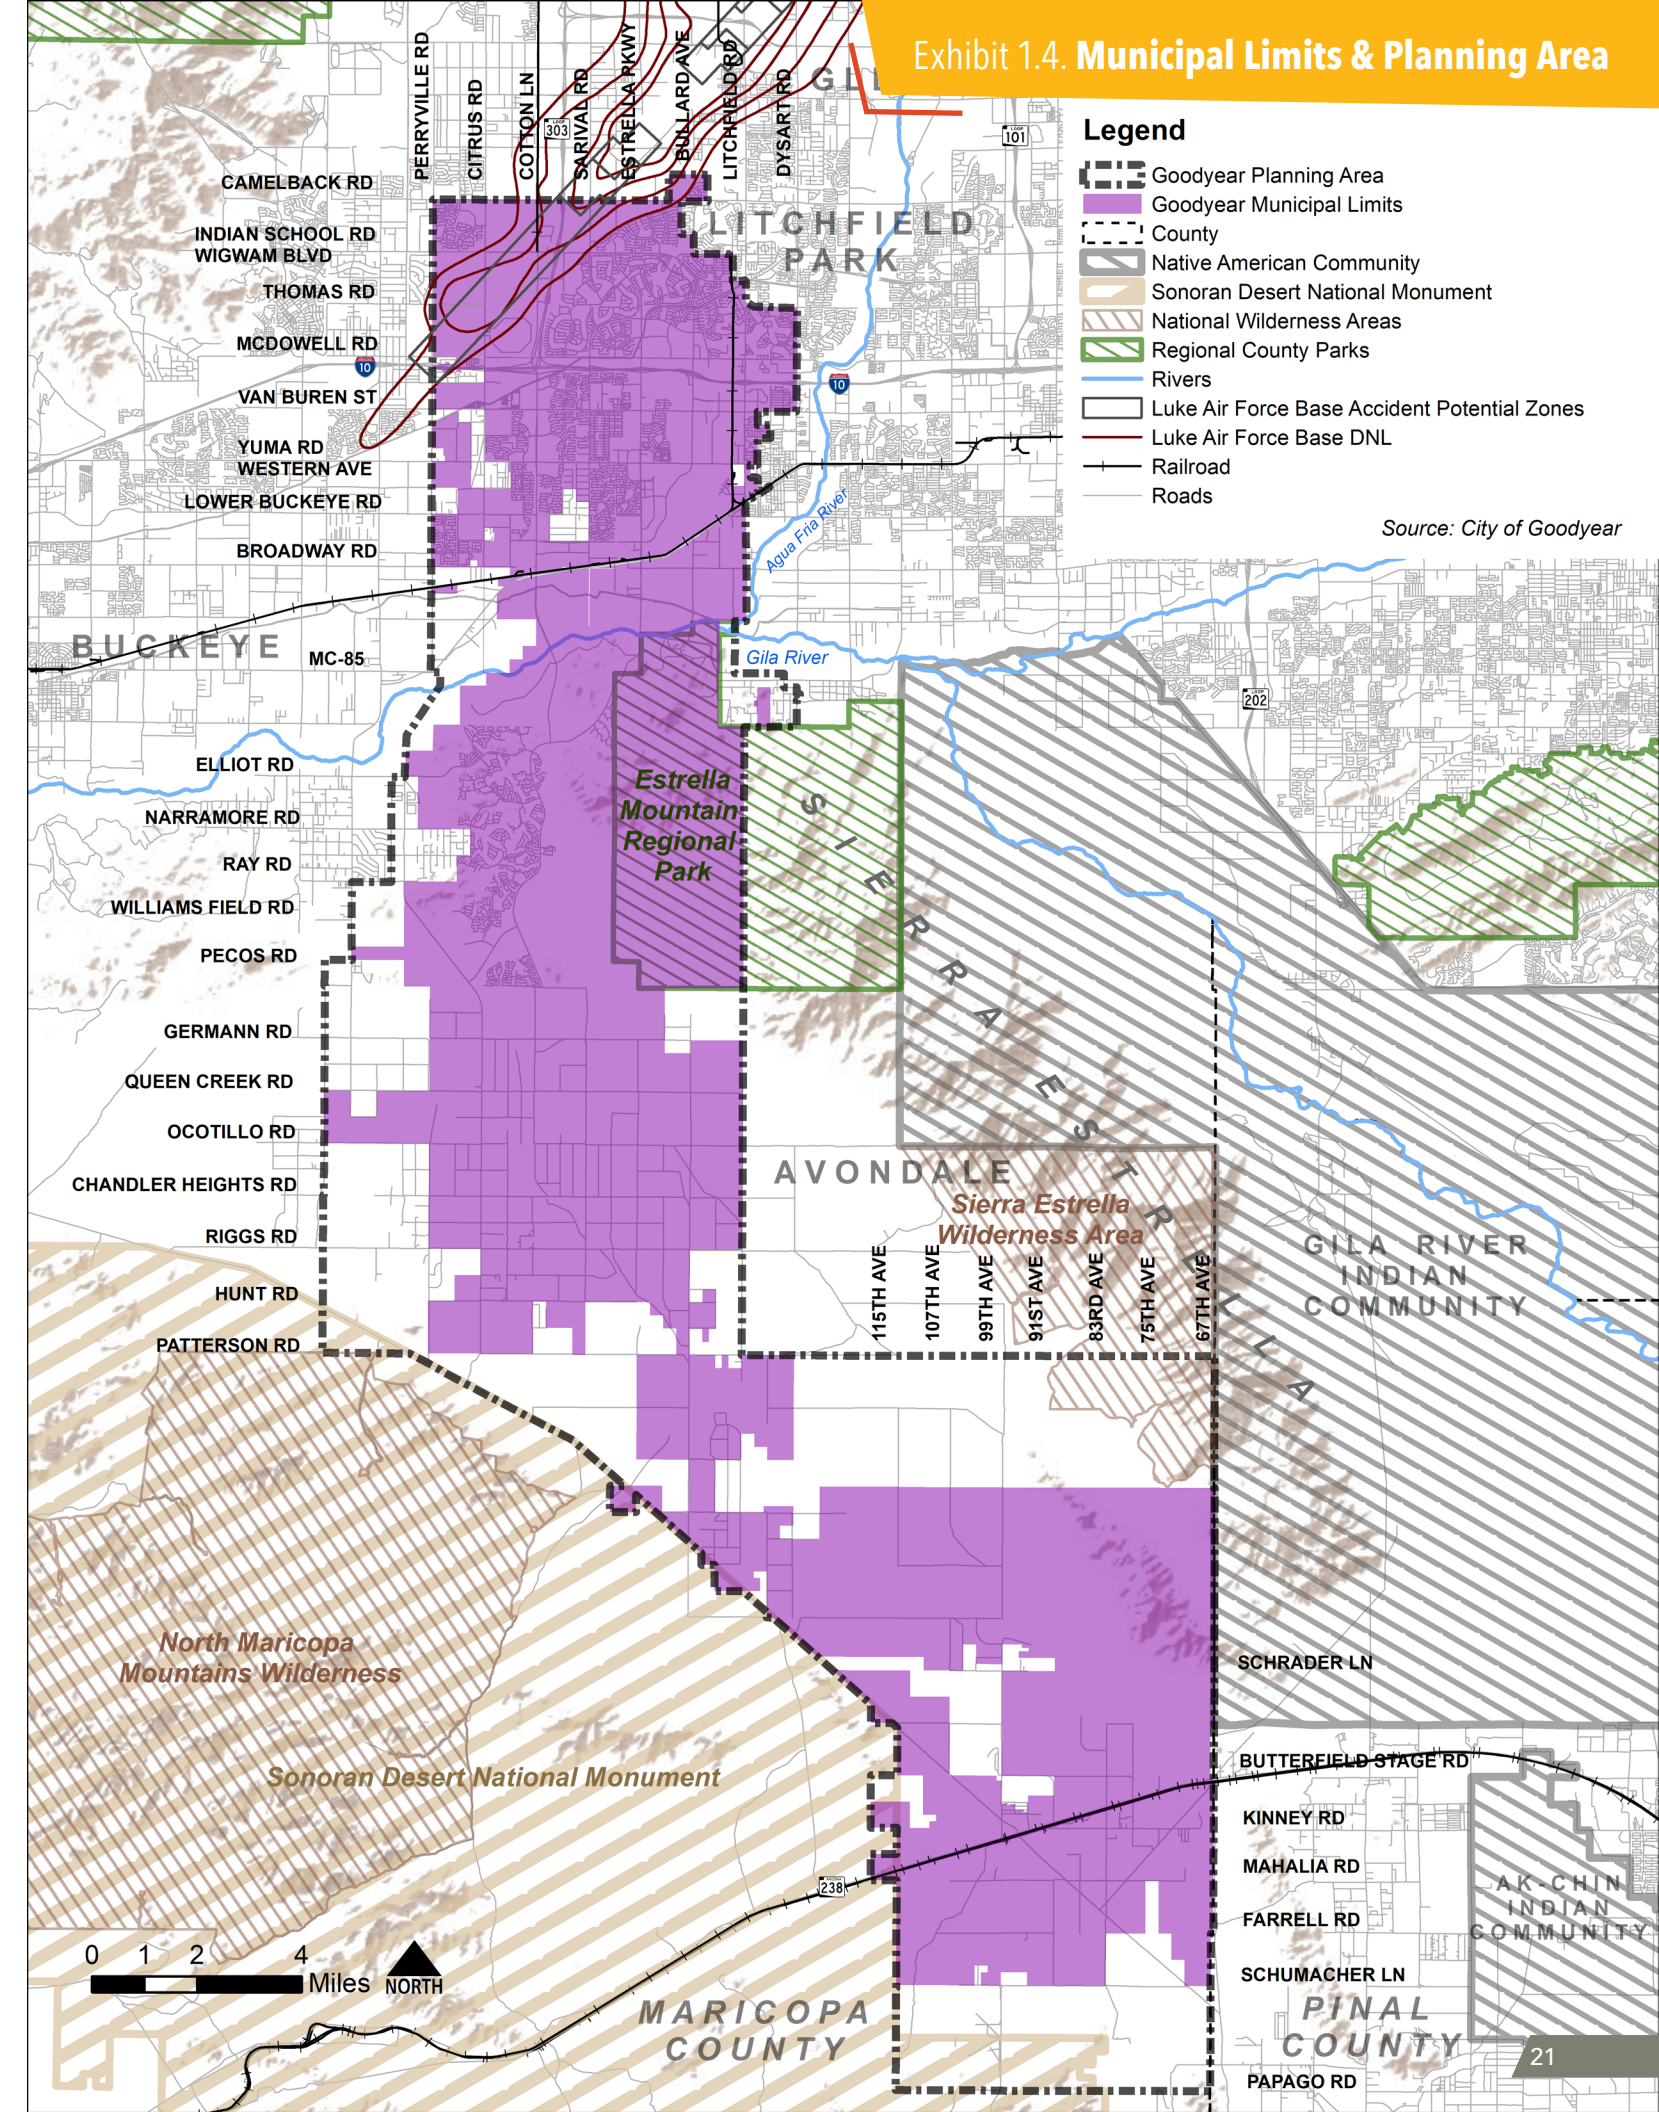 Exhibit 1.4. Municipal Limits & Planning Area
Legend
Goodyear Planning Area
Goodyear Municipal Limits
County
Native American Community
Sonoran Desert National Monument
National Wilderness Areas
Regional County Parks
Rivers
Luke Air Force Base Accident Potential Zones
Luke Air Force Base DNL
Railroad
Roads
Source: City of Goodyear
PERRYVILLE RD
CITRUS RD
COTTON LN
SARIVAL RD
ESTRELLA PKWY
BULLARD AVE
LITCHFIELD RD
DYSART RD
LOOP
303
LOOP
101
CAMELBACK RD
INDIAN SCHOOL RD
WIGWAM BLVD
THOMAS RD
MCDOWELL RD
10
VAN BUREN ST
YUMA RD
WESTERN AVE
LOWER BUCKEYE RD
BROADWAY RD
LITCHFIELD
PARK
10
Agua Fria River
BUCKEYE
MC-85
Gila River
LOOP
202
ELLIOT RD
NARRAMORE RD
RAY RD
WILLIAMS FIELD RD
PECOS RD
GERMANN RD
QUEEN CREEK RD
OCOTILLO RD
CHANDLER HEIGHTS RD
RIGGS RD
HUNT RD
PATTERSON RD
Estrella
Mountain
Regional
Park
SIERRA ESTRELLA
AVONDALE
Sierra Estrella
Wilderness Area
115TH AVE
107TH AVE
99TH AVE
91ST AVE
83RD AVE
75TH AVE
67TH AVE
GILA RIVER
INDIAN
COMMUNITY
North Maricopa
Mountains Wilderness
Sonoran Desert National Monument
SCHRADER LN
BUTTERFIELD STAGE RD
KINNEY RD
MAHALIA RD
FARRELL RD
SCHUMACHER LN
PAPAGO RD
AK-CHIN
INDIAN
COMMUNITY
238
0 1 2 4
Miles
NORTH
MARICOPA
COUNTY
PINAL
COUNTY
21